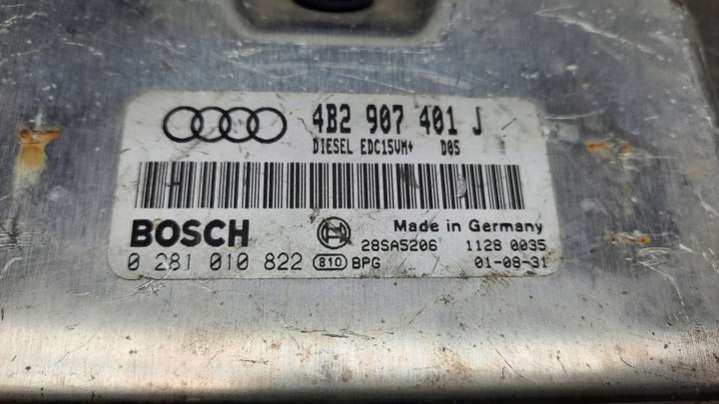 4B2 907 401 J
DIESEL EDC15VM+ D05
BOSCH
Made in Germany
28SA5206 1128 0035
0 281 010 822 810 BPG 01-08-31